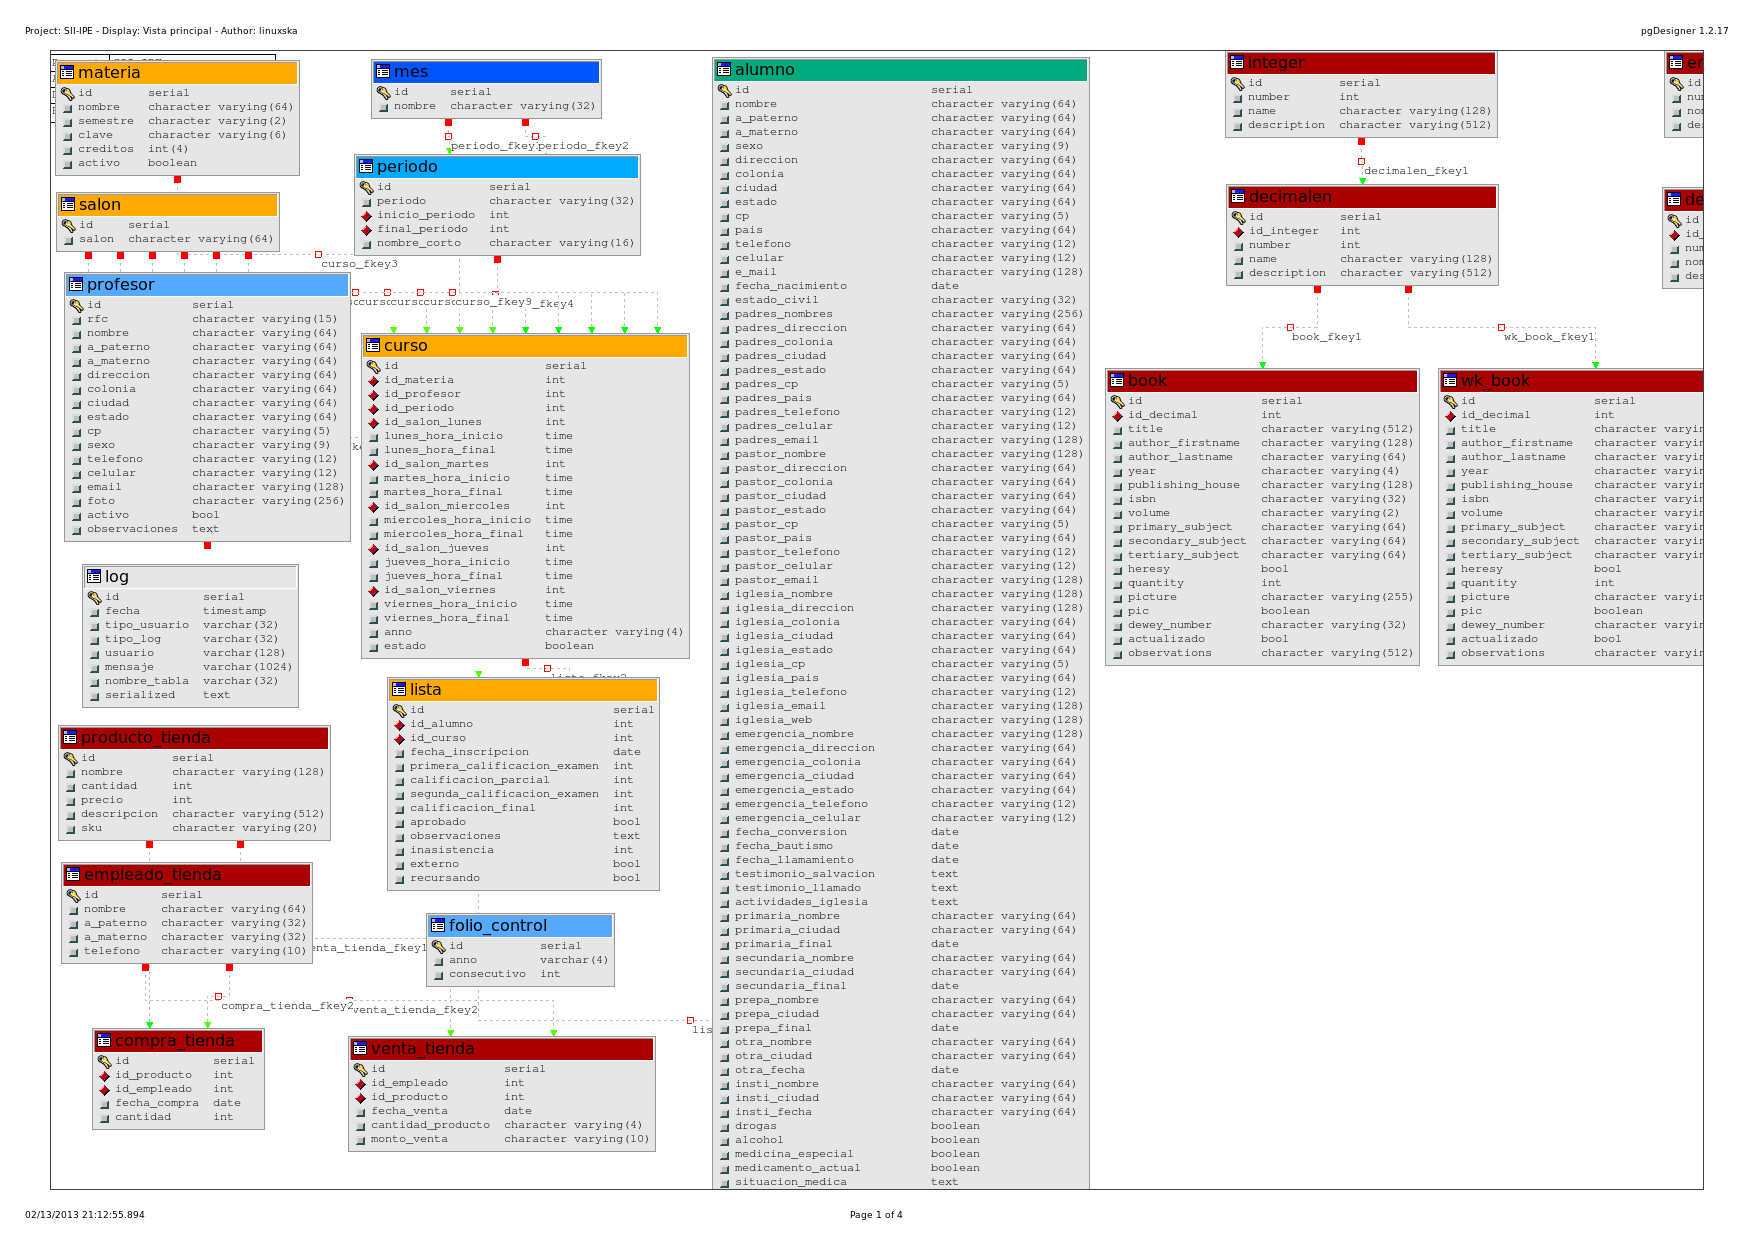 Project: SII-IPE - Display: Vista principal - Author: linuxska
pgDesigner 1.2.17
materia
id serial
nombre character varying(64)
semestre character varying(2)
clave character varying(6)
creditos int(4)
activo boolean
salon
id serial
salon character varying(64)
curso_fkey3
profesor
id serial
rfc character varying(15)
nombre character varying(64)
a_paterno character varying(64)
a_materno character varying(64)
direccion character varying(64)
colonia character varying(64)
ciudad character varying(64)
estado character varying(64)
cp character varying(5)
sexo character varying(9)
telefono character varying(12)
celular character varying(12)
email character varying(128)
foto character varying(256)
activo bool
observaciones text
log
id serial
fecha timestamp
tipo_usuario varchar(32)
tipo_log varchar(32)
usuario varchar(128)
mensaje varchar(1024)
nombre_tabla varchar(32)
serialized text
producto_tienda
id serial
nombre character varying(128)
cantidad int
precio int
descripcion character varying(512)
sku character varying(20)
empleado_tienda
id serial
nombre character varying(64)
a_paterno character varying(32)
a_materno character varying(32)
telefono character varying(10)
enta_tienda_fkey1
compra_tienda_fkey2
venta_tienda_fkey2
compra_tienda
id serial
id_producto int
id_empleado int
fecha_compra date
cantidad int
mes
id serial
nombre character varying(32)
periodo_fkey
periodo_fkey2
periodo
id serial
periodo character varying(32)
inicio_periodo int
final_periodo int
nombre_corto character varying(16)
curso_fkey9
_fkey4
curso
id serial
id_materia int
id_profesor int
id_periodo int
id_salon_lunes int
lunes_hora_inicio time
lunes_hora_final time
id_salon_martes int
martes_hora_inicio time
martes_hora_final time
id_salon_miercoles int
miercoles_hora_inicio time
miercoles_hora_final time
id_salon_jueves int
jueves_hora_inicio time
jueves_hora_final time
id_salon_viernes int
viernes_hora_inicio time
viernes_hora_final time
anno character varying(4)
estado boolean
lista
id serial
id_alumno int
id_curso int
fecha_inscripcion date
primera_calificacion_examen int
calificacion_parcial int
segunda_calificacion_examen int
calificacion_final int
aprobado bool
observaciones text
inasistencia int
externo bool
recursando bool
folio_control
id serial
anno varchar(4)
consecutivo int
lis
venta_tienda
id serial
id_empleado int
id_producto int
fecha_venta date
cantidad_producto character varying(4)
monto_venta character varying(10)
alumno
id serial
nombre character varying(64)
a_paterno character varying(64)
a_materno character varying(64)
sexo character varying(9)
direccion character varying(64)
colonia character varying(64)
ciudad character varying(64)
estado character varying(64)
cp character varying(5)
pais character varying(64)
telefono character varying(12)
celular character varying(12)
e_mail character varying(128)
fecha_nacimiento date
estado_civil character varying(32)
padres_nombres character varying(256)
padres_direccion character varying(64)
padres_colonia character varying(64)
padres_ciudad character varying(64)
padres_estado character varying(64)
padres_cp character varying(5)
padres_pais character varying(64)
padres_telefono character varying(12)
padres_celular character varying(12)
padres_email character varying(128)
pastor_nombre character varying(128)
pastor_direccion character varying(64)
pastor_colonia character varying(64)
pastor_ciudad character varying(64)
pastor_estado character varying(64)
pastor_cp character varying(5)
pastor_pais character varying(64)
pastor_telefono character varying(12)
pastor_celular character varying(12)
pastor_email character varying(128)
iglesia_nombre character varying(128)
iglesia_direccion character varying(128)
iglesia_colonia character varying(64)
iglesia_ciudad character varying(64)
iglesia_estado character varying(64)
iglesia_cp character varying(5)
iglesia_pais character varying(64)
iglesia_telefono character varying(12)
iglesia_email character varying(128)
iglesia_web character varying(128)
emergencia_nombre character varying(128)
emergencia_direccion character varying(64)
emergencia_colonia character varying(64)
emergencia_ciudad character varying(64)
emergencia_estado character varying(64)
emergencia_telefono character varying(12)
emergencia_celular character varying(12)
fecha_conversion date
fecha_bautismo date
fecha_llamamiento date
testimonio_salvacion text
testimonio_llamado text
actividades_iglesia text
primaria_nombre character varying(64)
primaria_ciudad character varying(64)
primaria_final date
secundaria_nombre character varying(64)
secundaria_ciudad character varying(64)
secundaria_final date
prepa_nombre character varying(64)
prepa_ciudad character varying(64)
prepa_final date
otra_nombre character varying(64)
otra_ciudad character varying(64)
otra_fecha date
insti_nombre character varying(64)
insti_ciudad character varying(64)
insti_fecha character varying(64)
drogas boolean
alcohol boolean
medicina_especial boolean
medicamento_actual boolean
situacion_medica text
integer
id serial
number int
name character varying(128)
description character varying(512)
decimalen_fkey1
decimalen
id serial
id_integer int
number int
name character varying(128)
description character varying(512)
book_fkey1
wk_book_fkey1
book
id serial
id_decimal int
title character varying(512)
author_firstname character varying(128)
author_lastname character varying(64)
year character varying(4)
publishing_house character varying(128)
isbn character varying(32)
volume character varying(2)
primary_subject character varying(64)
secondary_subject character varying(64)
tertiary_subject character varying(64)
heresy bool
quantity int
picture character varying(255)
pic boolean
dewey_number character varying(32)
actualizado bool
observations character varying(512)
wk_book
id serial
id_decimal int
title character varyin
author_firstname character varyin
author_lastname character varyin
year character varyin
publishing_house character varyin
isbn character varyin
volume character varyin
primary_subject character varyin
secondary_subject character varyin
tertiary_subject character varyin
heresy bool
quantity int
picture character varyin
pic boolean
dewey_number character varyin
actualizado bool
observations character varyin
er
id
nu
no
de
de
id
id_
num
nom
des
02/13/2013 21:12:55.894
Page 1 of 4